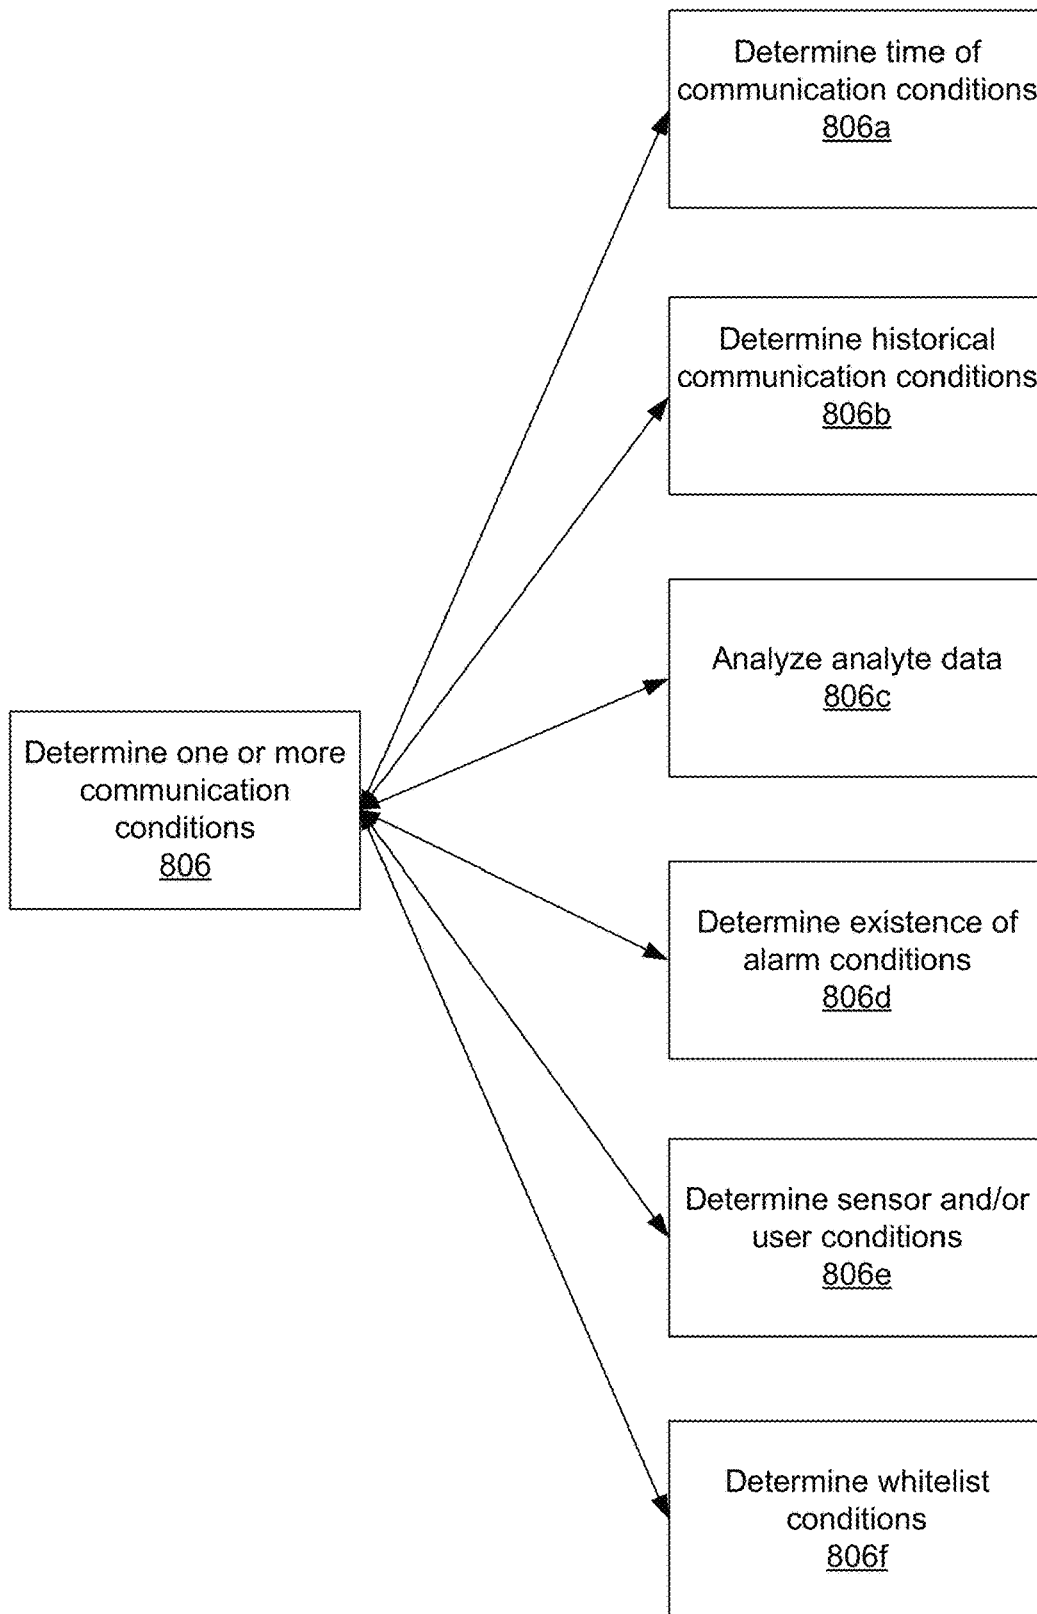 Determine time of
communication conditions
806a
Determine historical
communication conditions
806b
Analyze analyte data
806c
Determine one or more
communication
conditions
806
Determine existence of
alarm conditions
806d
Determine sensor and/or
user conditions
806e
Determine whitelist
conditions
806f